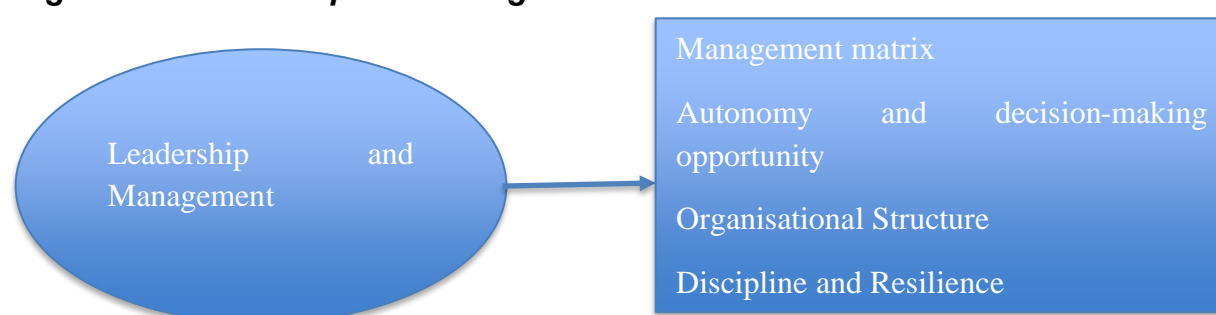 Leadership and
Management
Management matrix
Autonomy and decision-making
opportunity
Organisational Structure
Discipline and Resilience